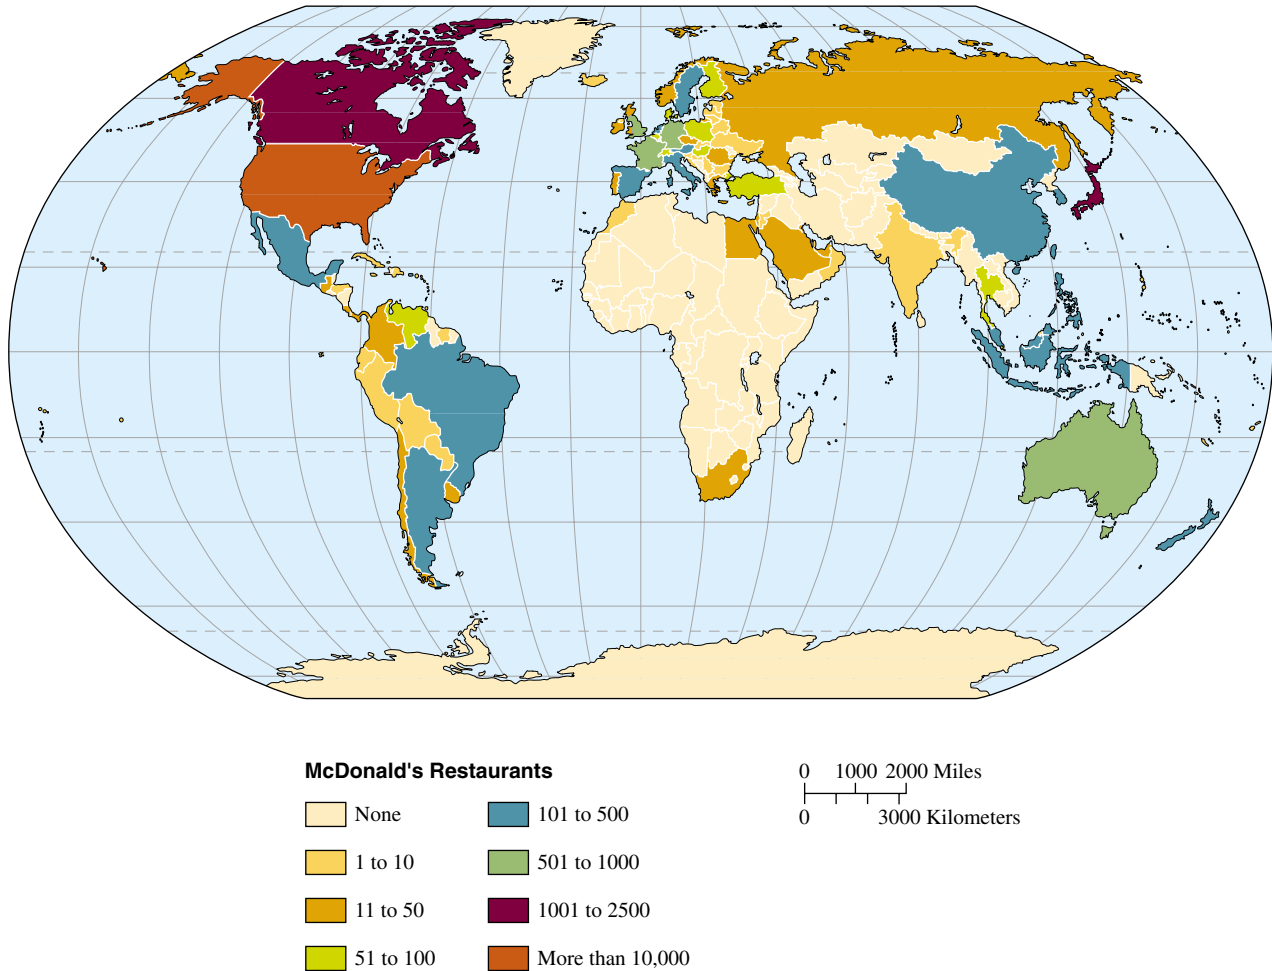 McDonald's Restaurants
None
1 to 10
11 to 50
51 to 100
101 to 500
501 to 1000
1001 to 2500
More than 10,000
0 1000 2000 Miles
0 3000 Kilometers